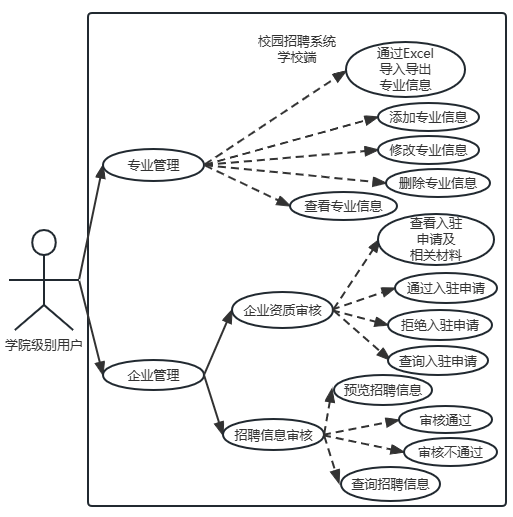 校园招聘系统
学校端
通过Excel
导入导出
专业信息
添加专业信息
修改专业信息
专业管理
删除专业信息
查看专业信息
查看入驻
申请及
相关材料
通过入驻申请
企业资质审核
拒绝入驻申请
学院级别用户
查询入驻申请
企业管理
预览招聘信息
审核通过
招聘信息审核
审核不通过
查询招聘信息